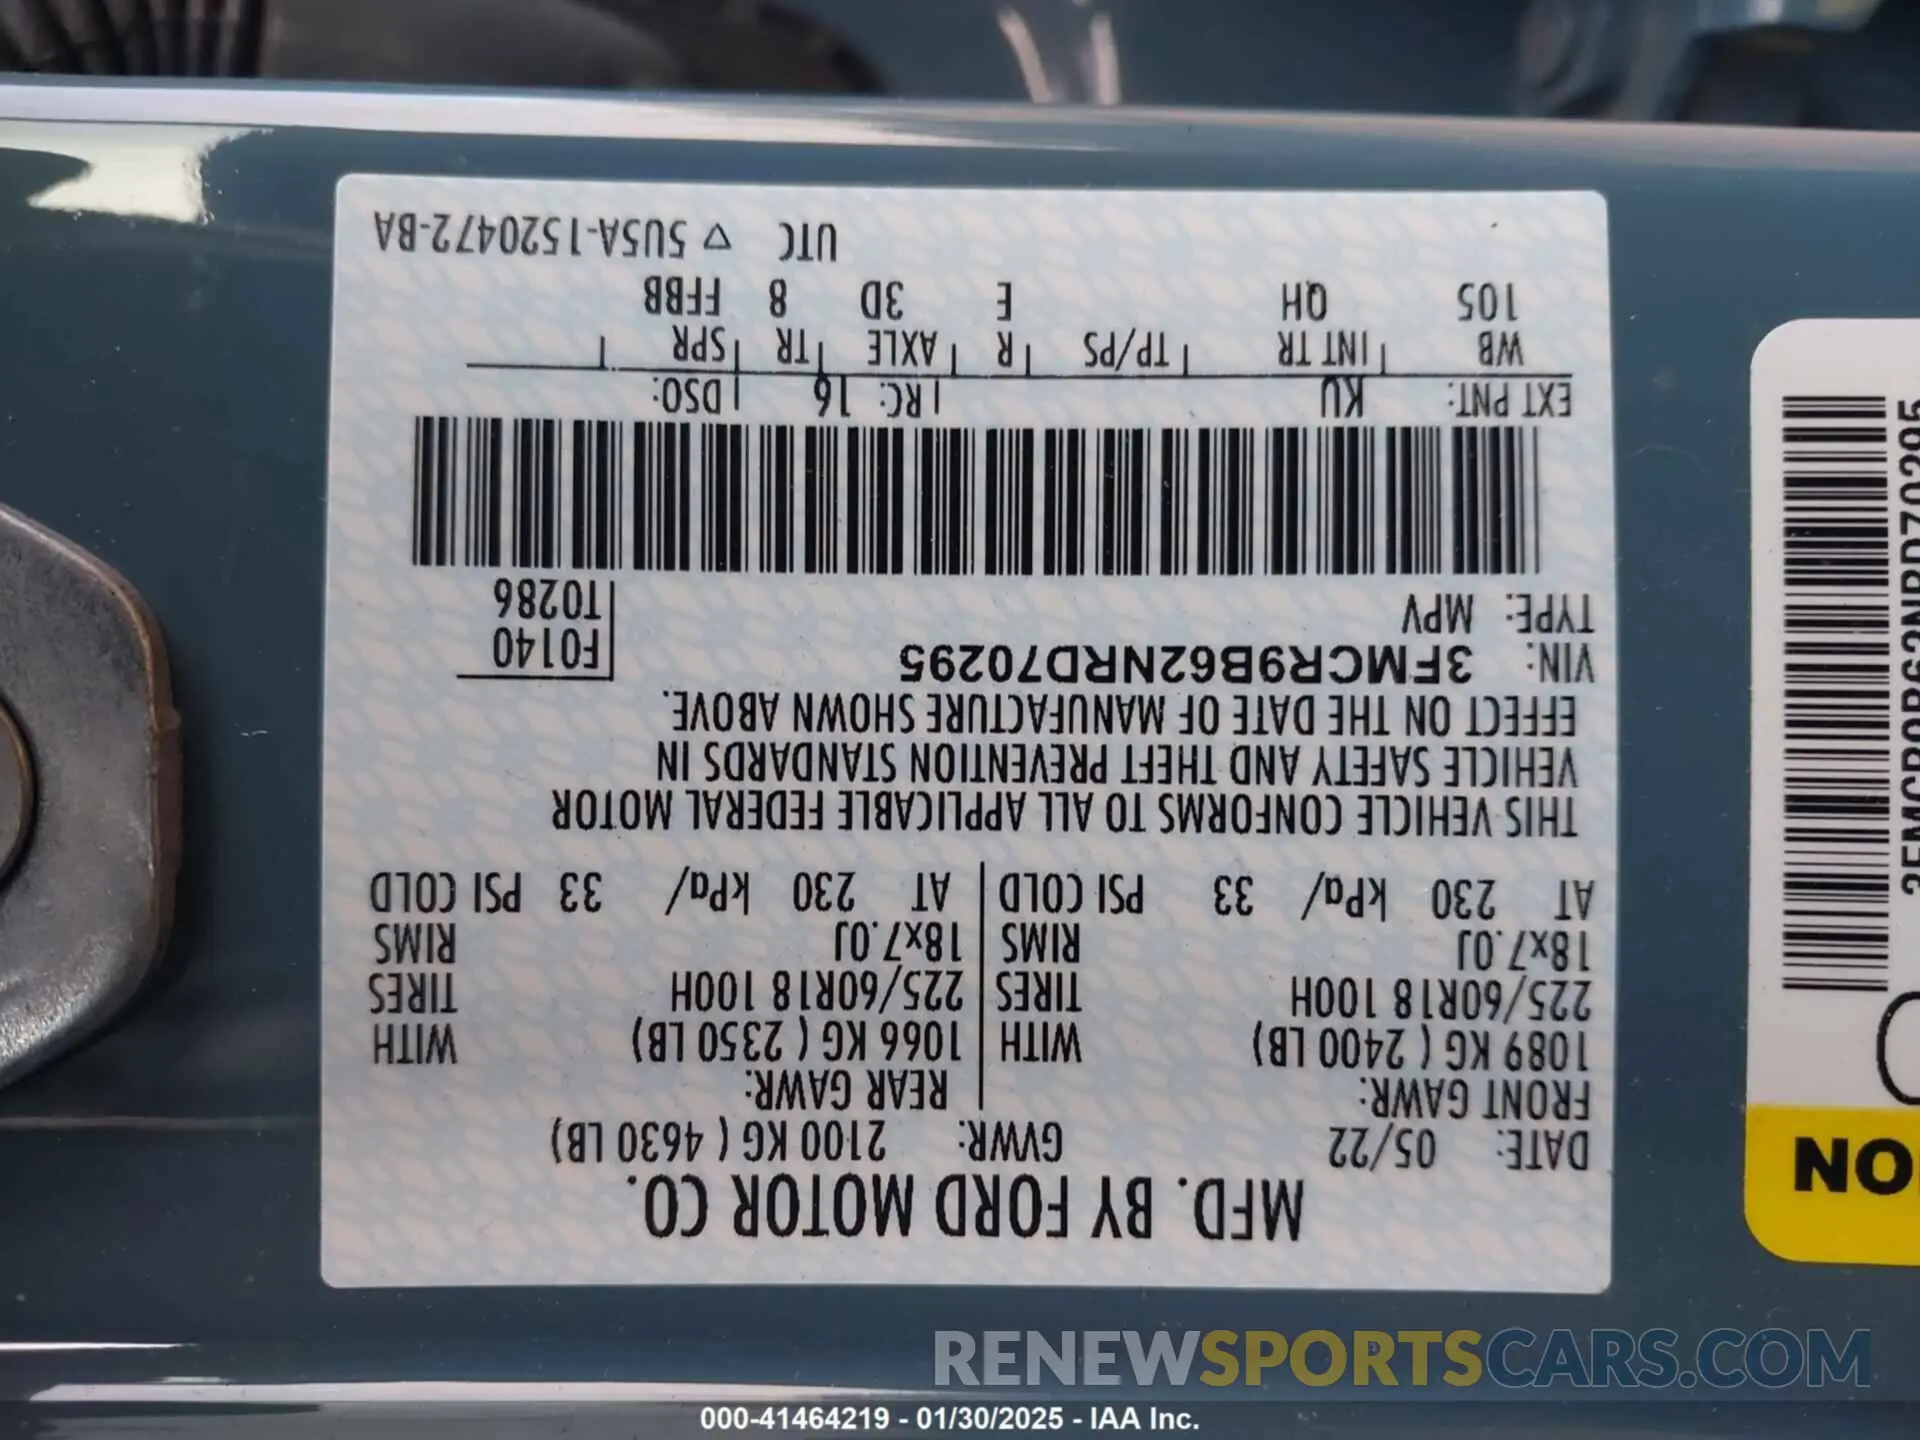 MFD. BY FORD MOTOR CO.
DATE: 05/22 GVWR: 2100 KG ( 4630 LB)
FRONT GAWR: REAR GAWR:
1089 KG ( 2400 LB) WITH 1066 KG ( 2350 LB) WITH
225/60R18 100H TIRES 225/60R18 100H TIRES
18x7.0J RIMS 18x7.0J RIMS
AT 230 kPa/ 33 PSI COLD AT 230 kPa/ 33 PSI COLD
THIS VEHICLE CONFORMS TO ALL APPLICABLE FEDERAL MOTOR
VEHICLE SAFETY AND THEFT PREVENTION STANDARDS IN
EFFECT ON THE DATE OF MANUFACTURE SHOWN ABOVE.
VIN: 3FMCR9B62NRD70295 F0140
TYPE: MPV T0286
EXT PNT: KU RC: 16 DSO:
WB INT TR TP/PS R AXLE TR SPR
105 QH E 3D 8 FFBB
UTC ▽ 5U5A-1520472-BA
3FMCR9B62NRD70295
RENEWSPORTSCARS.COM
000-41464219 - 01/30/2025 - IAA Inc.